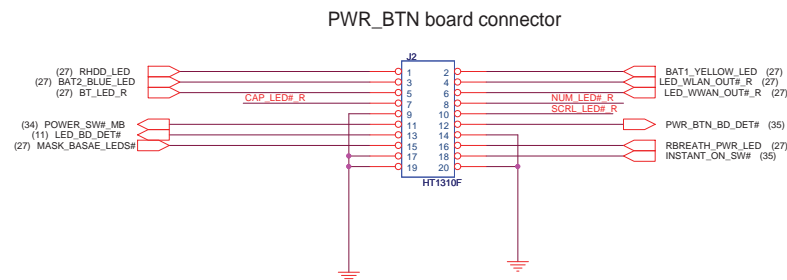 PWR_BTN board connector
J2
(27) RHDD_LED 1 2 BAT1_YELLOW_LED (27)
(27) BAT2_BLUE_LED 3 4 LED_WLAN_OUT#_R (27)
(27) BT_LED_R 5 6 LED_WWAN_OUT#_R (27)
CAP_LED#_R 7 8 NUM_LED#_R
9 10 SCRL_LED#_R
(34) POWER_SW#_MB 11 12 PWR_BTN_BD_DET# (35)
(11) LED_BD_DET# 13 14
(27) MASK_BASAE_LEDS# 15 16 RBREATH_PWR_LED (27)
17 18 INSTANT_ON_SW# (35)
19 20
HT1310F